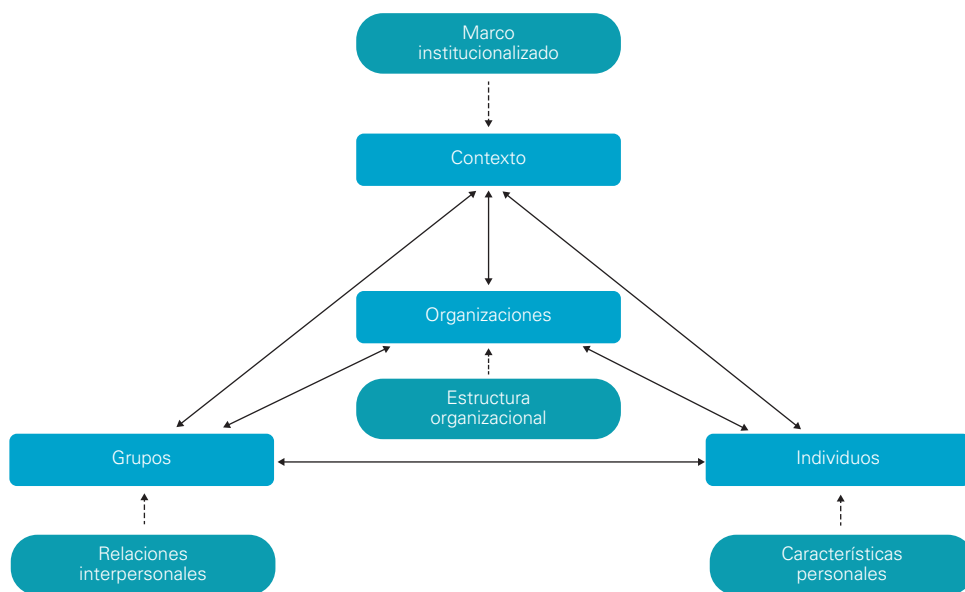 Marco
institucionalizado
Contexto
Organizaciones
Estructura
organizacional
Grupos
Individuos
Relaciones
interpersonales
Características
personales